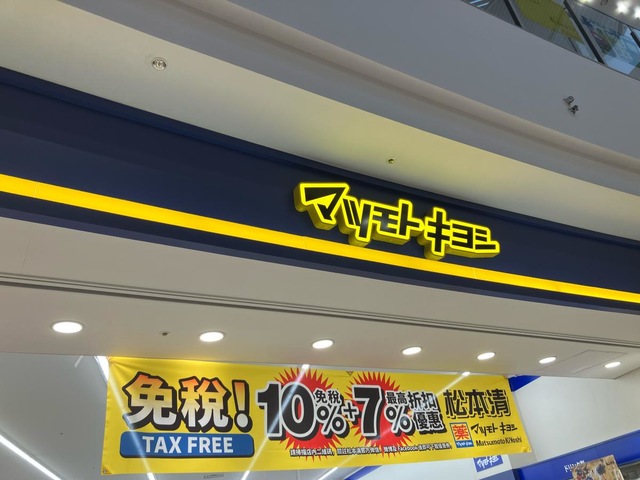 マツモトキヨシ
免税!
TAX FREE
免税
10%+
最高
7%
折扣
優惠
松本清
薬
マツモトキヨシ
Matsumoto KiYoshi